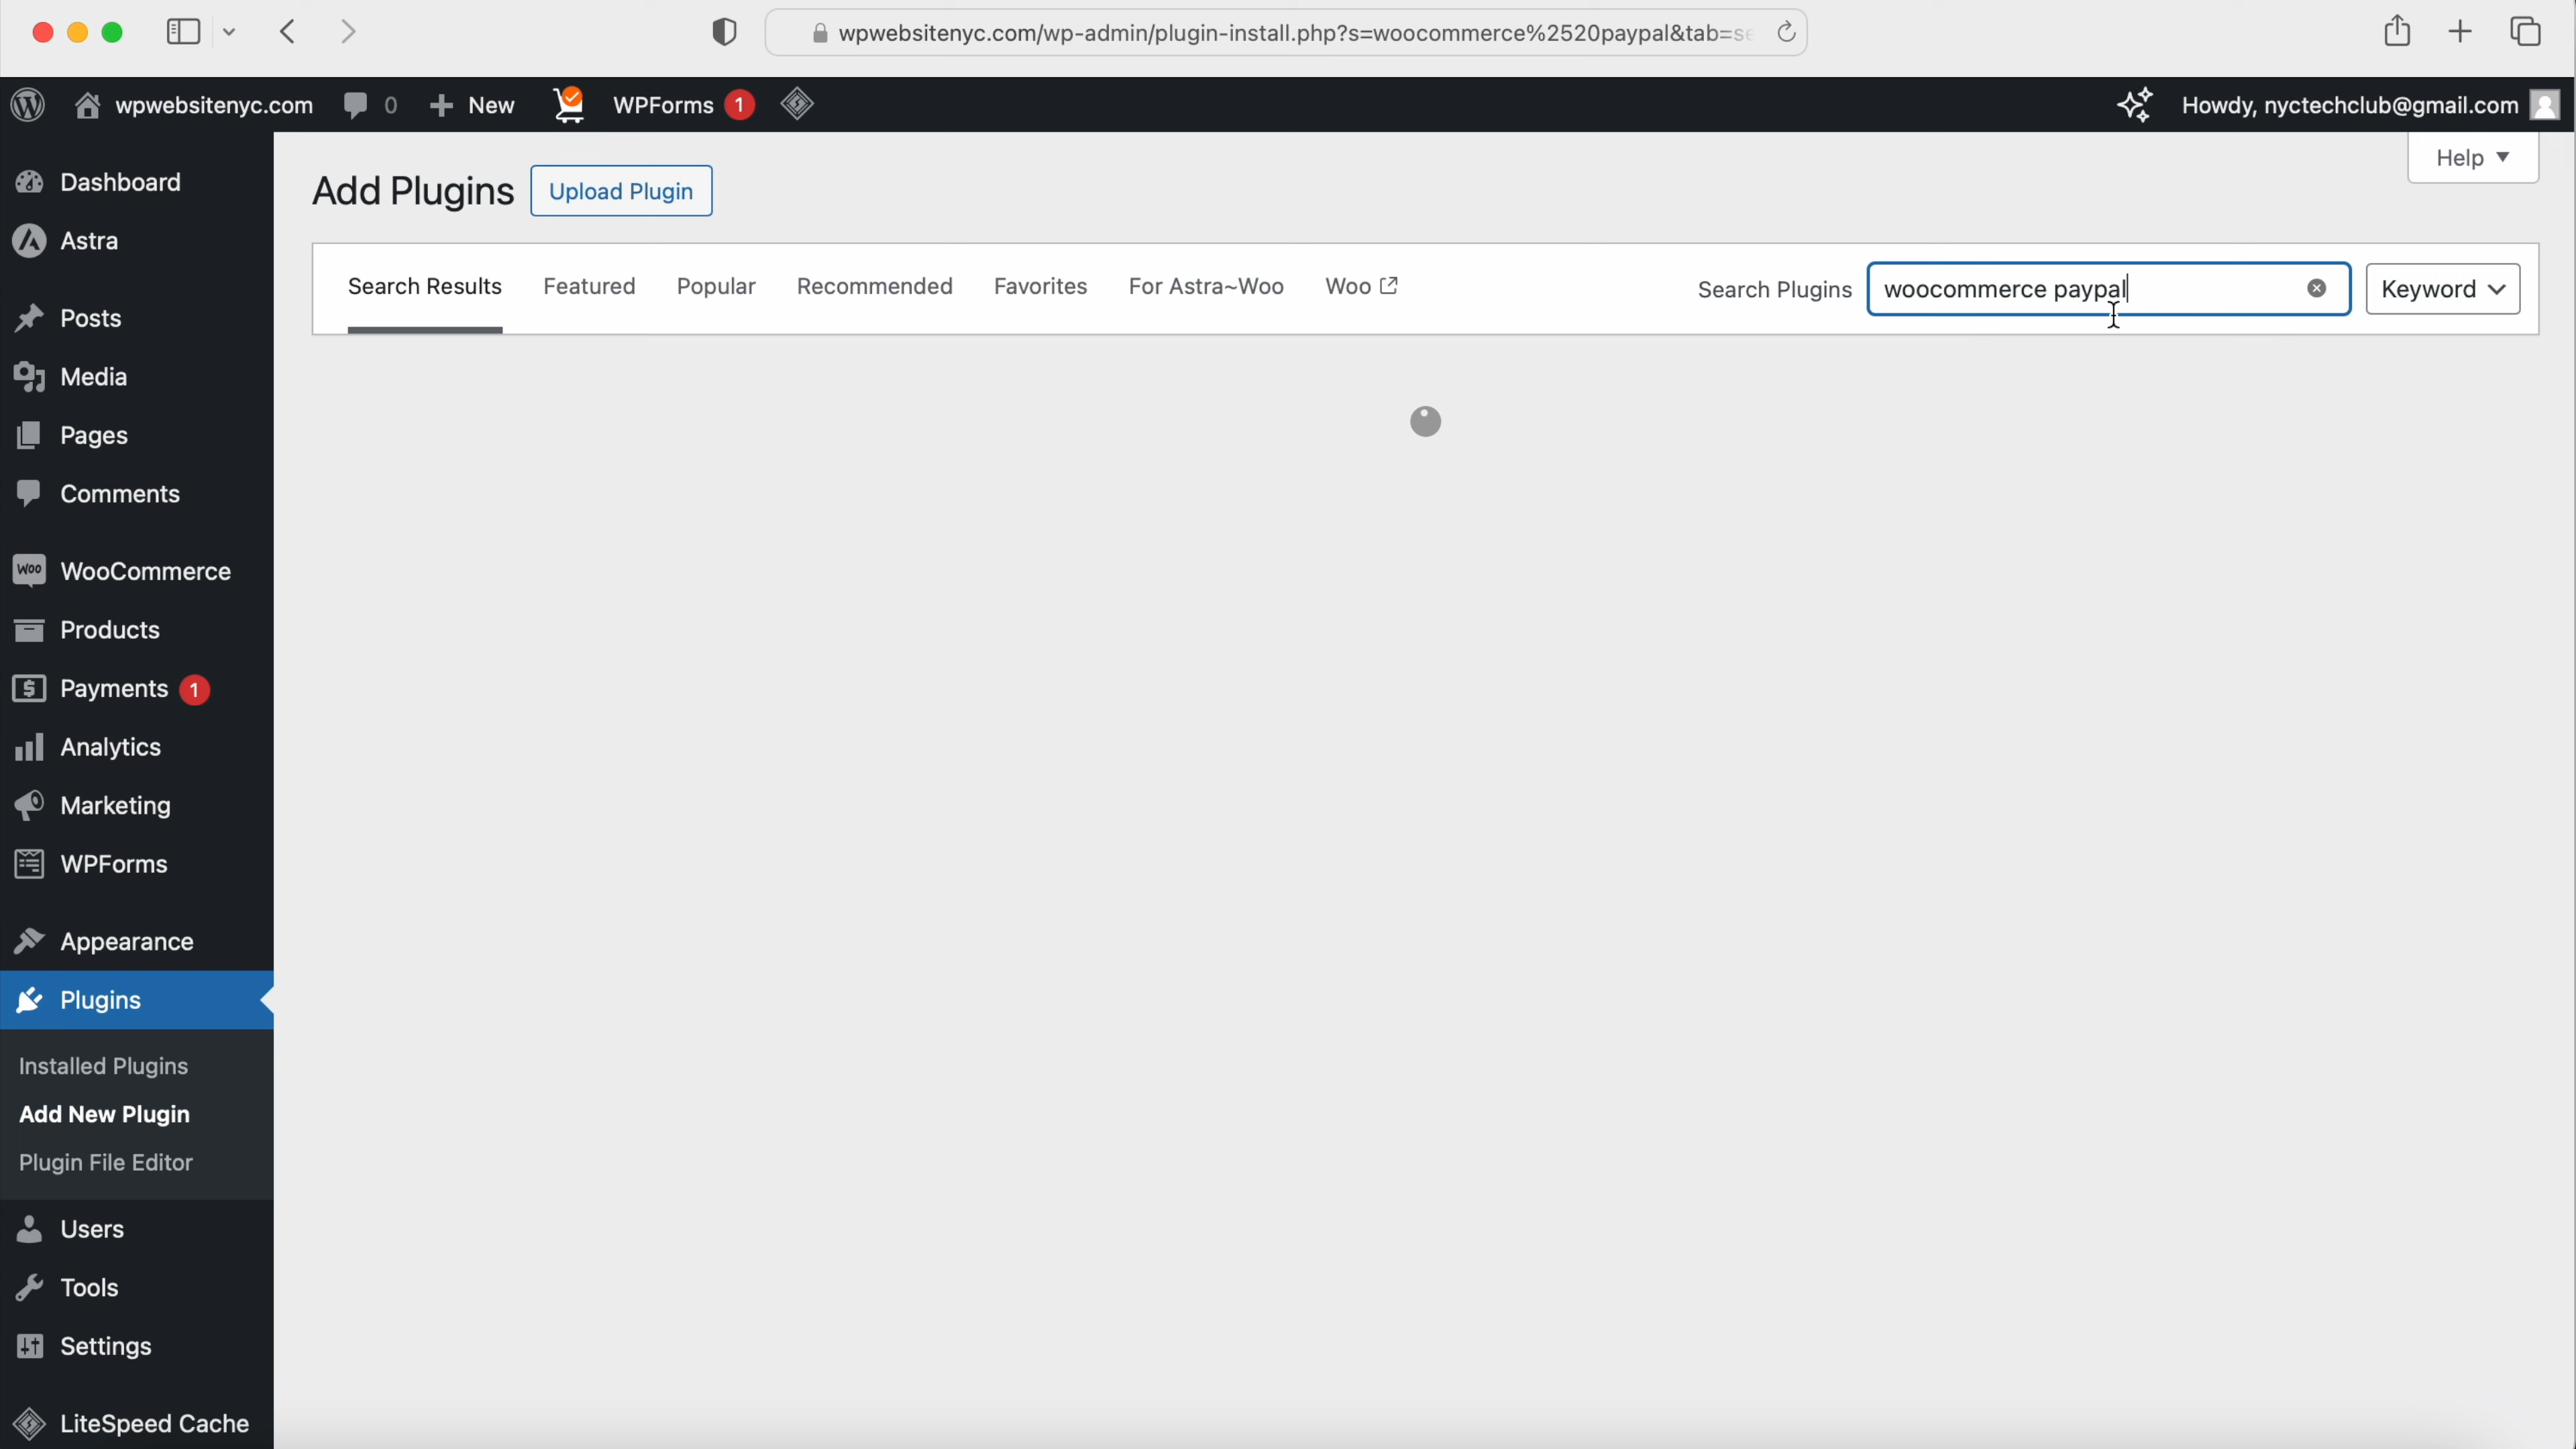 wpwebsitenyc.com/wp-admin/plugin-install.php?s=woocommerce%2520paypal&tab=se
wpwebsitenyc.com 0 New WPForms 1 Howdy, nyctechclub@gmail.com
Help
Add Plugins Upload Plugin
Search Results Featured Popular Recommended Favorites For Astra~Woo Woo Search Plugins woocommerce paypal Keyword
Dashboard
Astra
Posts
Media
Pages
Comments
Woo WooCommerce
Products
Payments 1
Analytics
Marketing
WPForms
Appearance
Plugins
Installed Plugins
Add New Plugin
Plugin File Editor
Users
Tools
Settings
LiteSpeed Cache